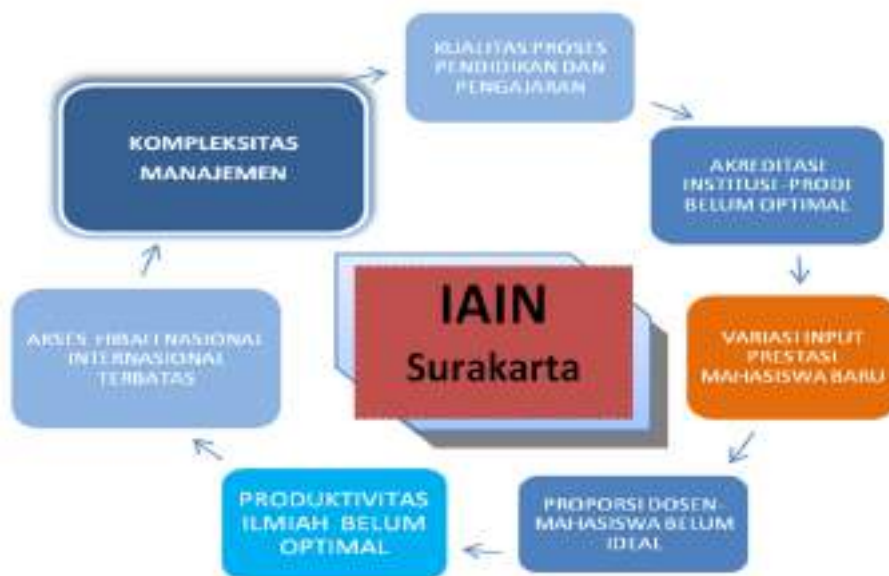 KUALITAS PROSES
PENDIDIKAN DAN
PENGAJARAN
KOMPLEKSITAS
MANAJEMEN
AKREDITASI
INSTITUSI -PRODI
BELUM OPTIMAL
IAIN
Surakarta
VARIASI INPUT
PRESTASI
MAHASISWA BARU
AKSES HIBAH NASIONAL
INTERNASIONAL
TERBATAS
PROPORSI DOSEN-
MAHASISWA BELUM
IDEAL
PRODUKTIVITAS
ILMIAH BELUM
OPTIMAL